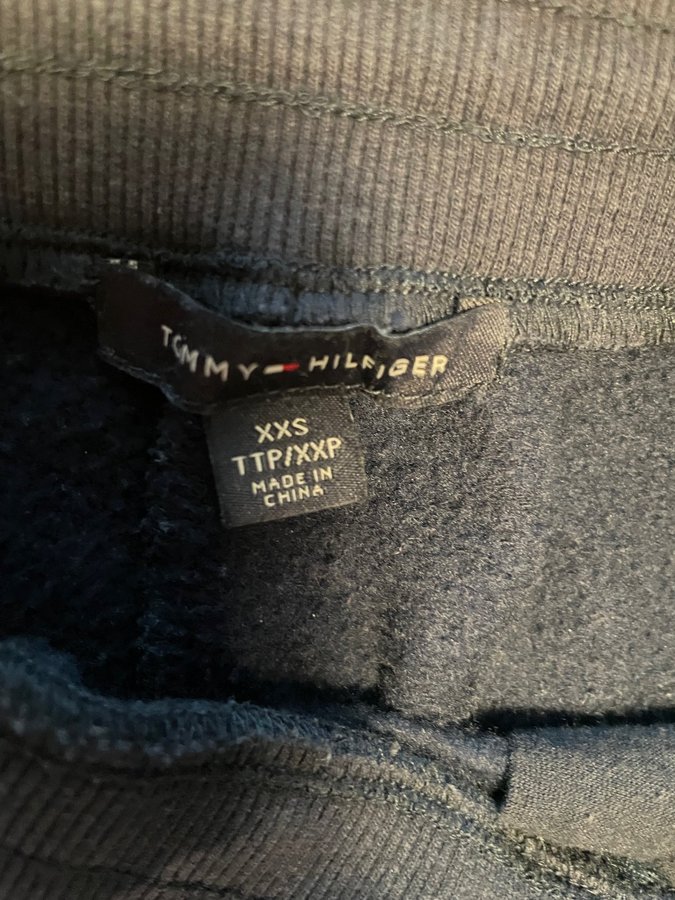 TOMMY HILFIGER
XXS
TTP/XXP
MADE IN
CHINA